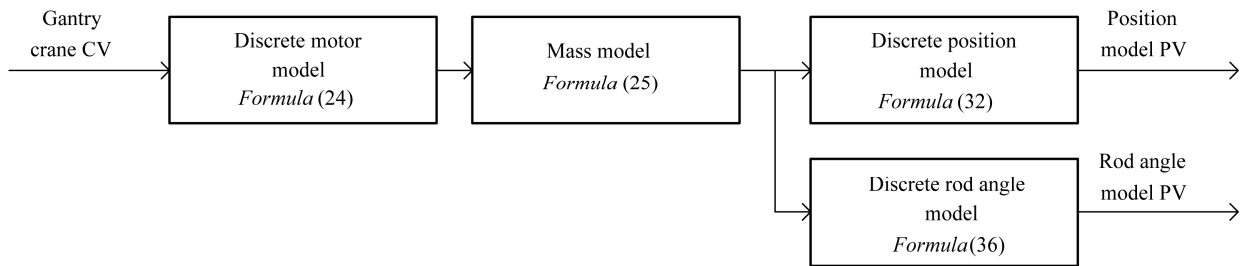 Gantry
crane CV
Discrete motor
model
Formula (24)
Mass model
Formula (25)
Discrete position
model
Formula (32)
Position
model PV
Discrete rod angle
model
Formula (36)
Rod angle
model PV